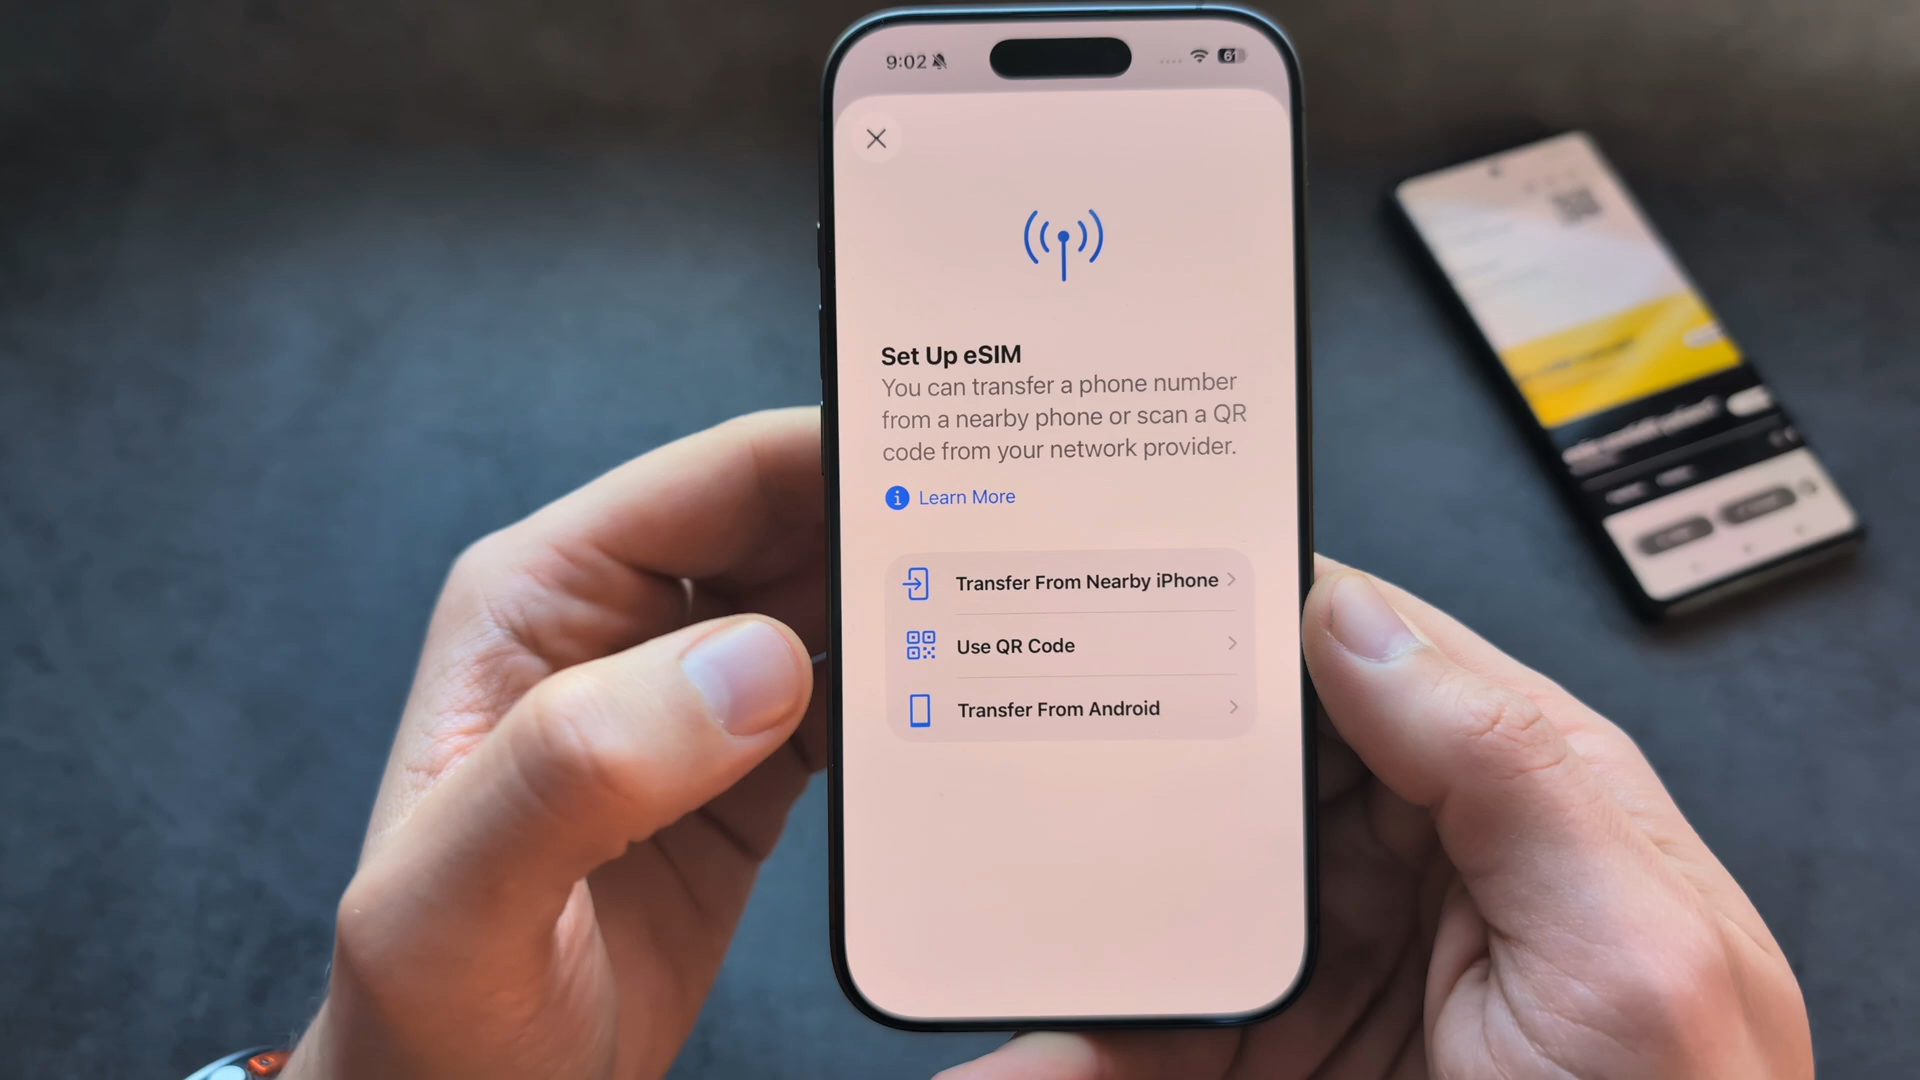 9:02
61
Set Up eSIM
You can transfer a phone number
from a nearby phone or scan a QR
code from your network provider.
Learn More
Transfer From Nearby iPhone
Use QR Code
Transfer From Android